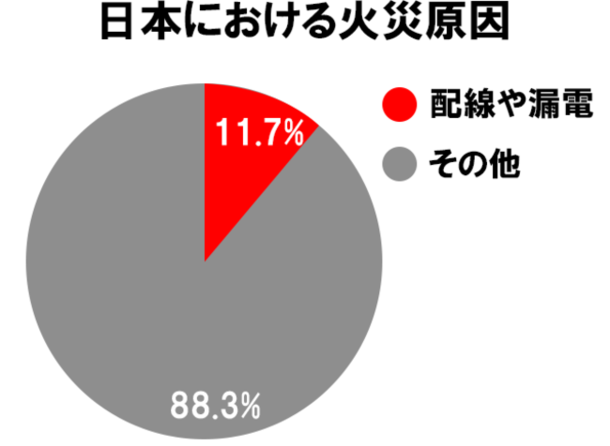 日本における火災原因
配線や漏電
その他
11.7%
88.3%